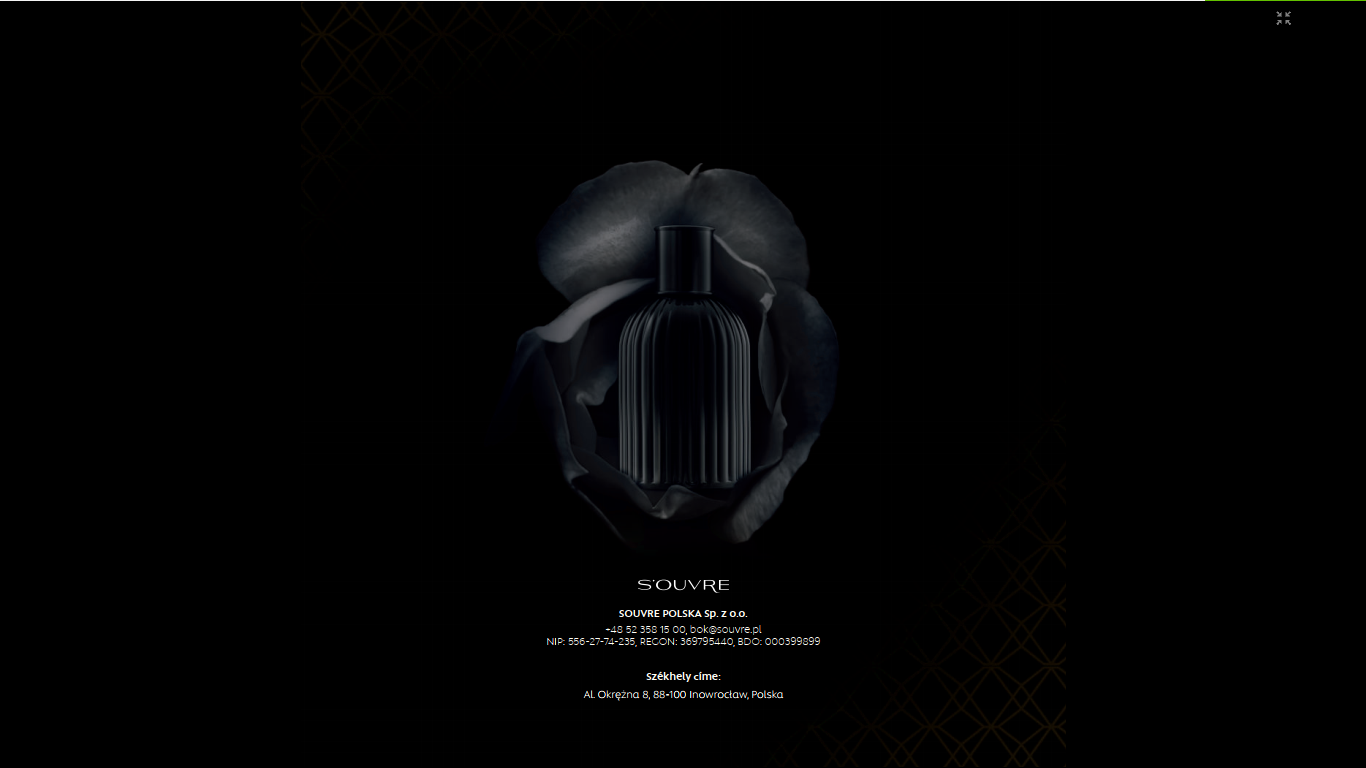 S'OUVRE
SOUVRE POLSKA Sp. z o.o.
+48 52 358 15 00, bok@souvre.pl
NIP: 556-27-74-235, RECON: 369795440, BDO: 000399899
Székhely címe:
Al. Okrężna 8, 88-100 Inowrocław, Polska